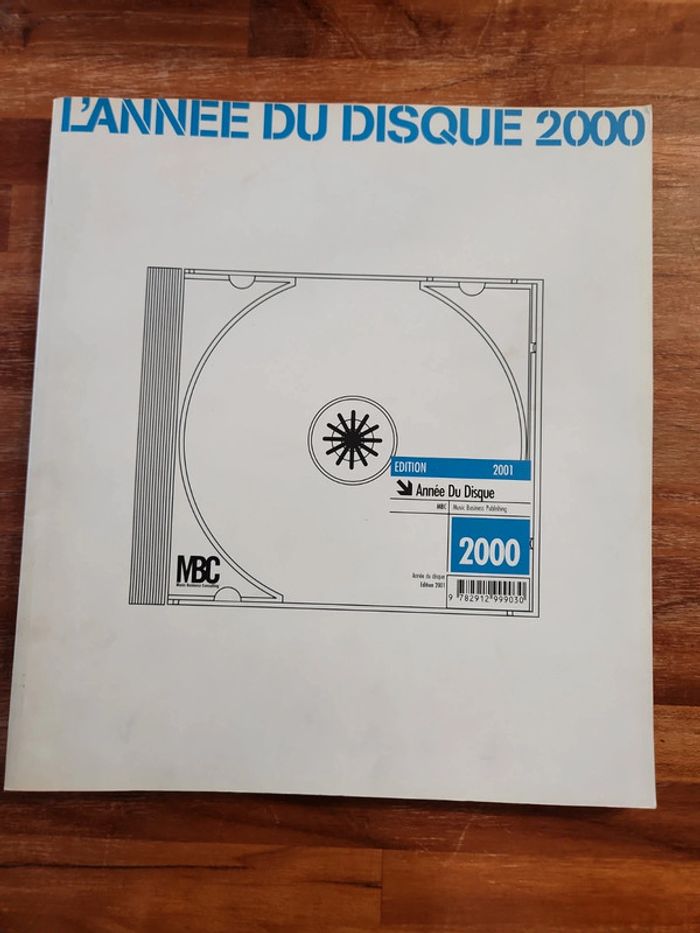 L'ANNEE DU DISQUE 2000
EDITION 2001
Année Du Disque
MBC Music Business Publishing
2000
MBC
Music Business Consulting
Année du disque
Edition 2001
9 782912 999030